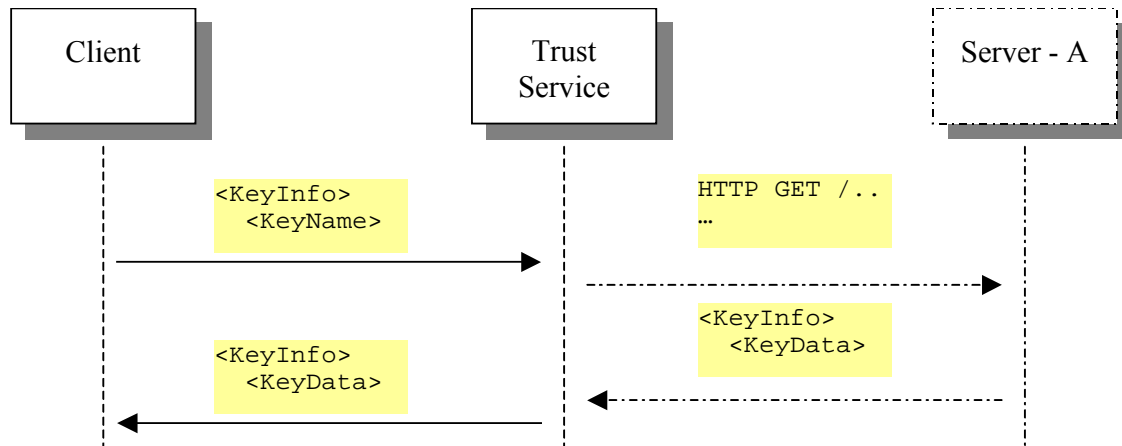 Client
Trust
Service
Server - A
<KeyInfo>
<KeyName>
HTTP GET /..
…
<KeyInfo>
<KeyData>
<KeyInfo>
<KeyData>